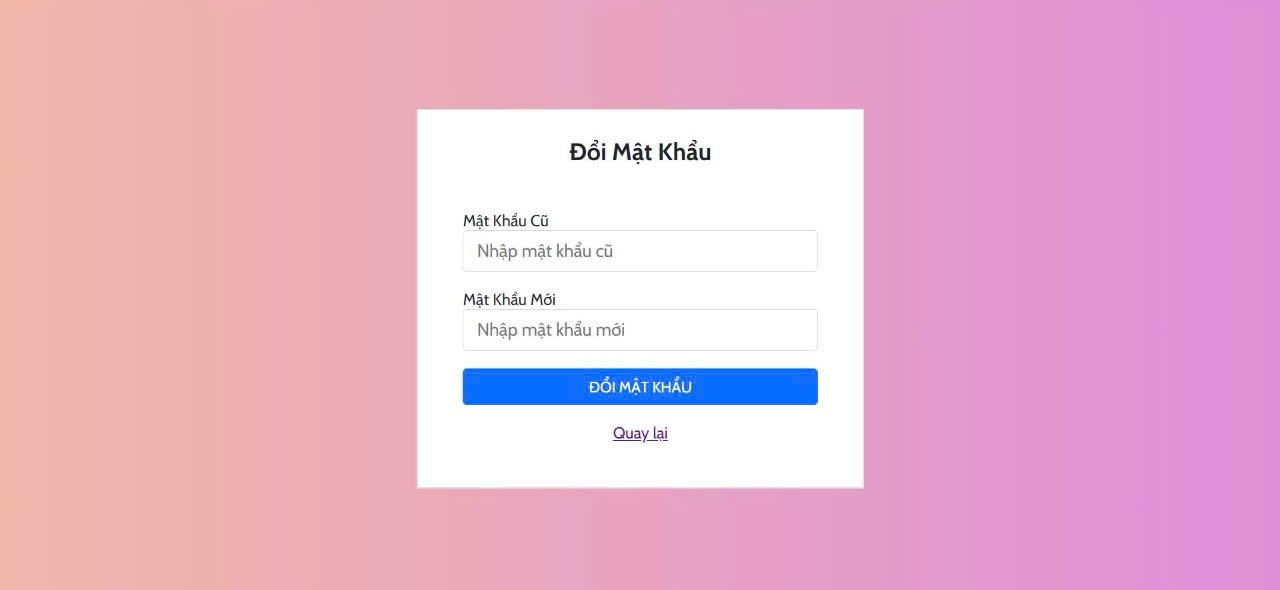 Đổi Mật Khẩu
Mật Khẩu Cũ
Nhập mật khẩu cũ
Mật Khẩu Mới
Nhập mật khẩu mới
ĐỔI MẬT KHẨU
Quay lại